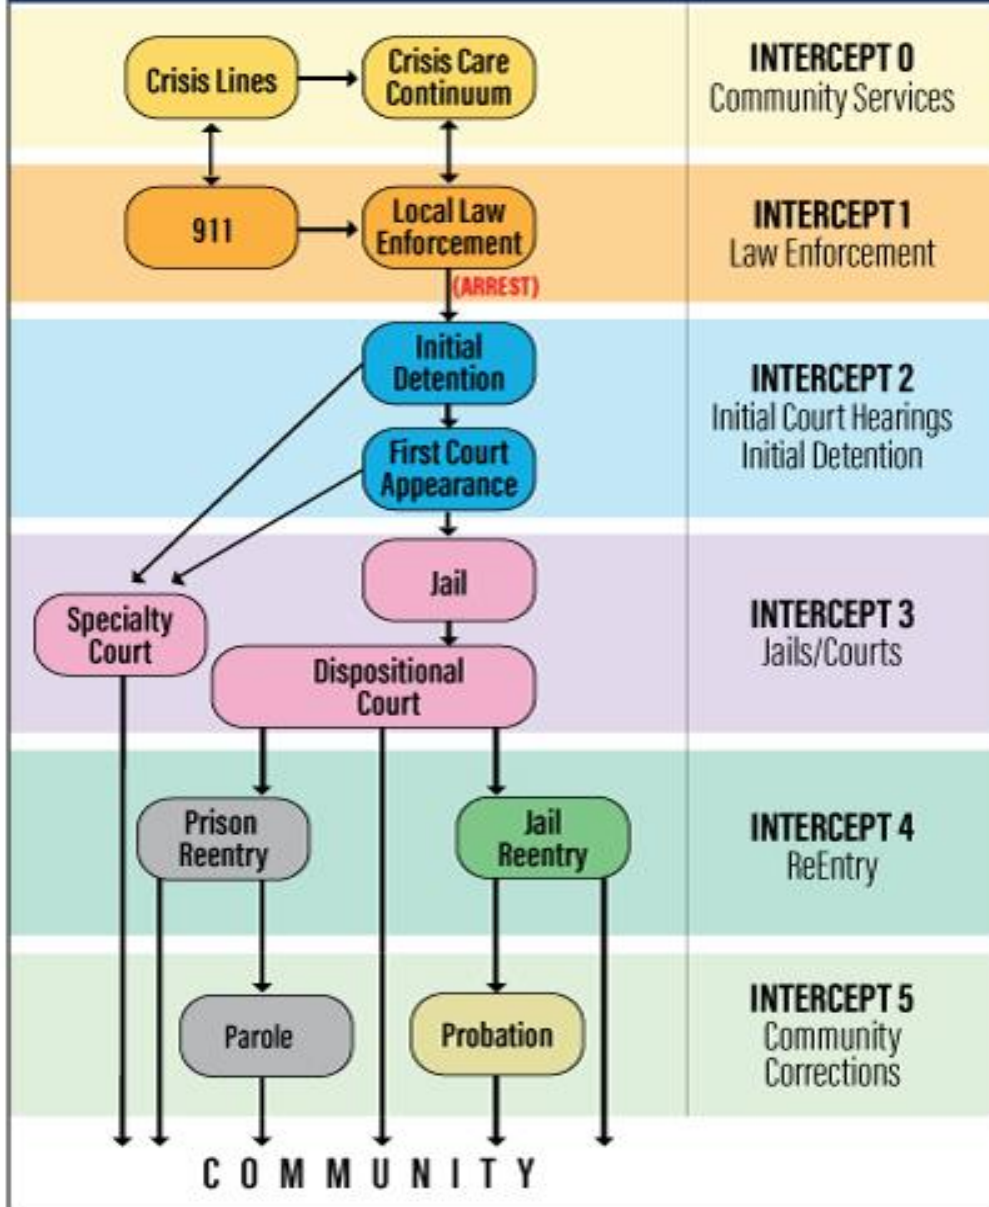 Crisis Lines
Crisis Care
Continuum
INTERCEPT 0
Community Services
911
Local Law
Enforcement
(ARREST)
INTERCEPT 1
Law Enforcement
Initial
Detention
First Court
Appearance
INTERCEPT 2
Initial Court Hearings
Initial Detention
Jail
Specialty
Court
Dispositional
Court
INTERCEPT 3
Jails/Courts
Prison
Reentry
Jail
Reentry
INTERCEPT 4
ReEntry
Parole
Probation
INTERCEPT 5
Community
Corrections
COMMUNITY